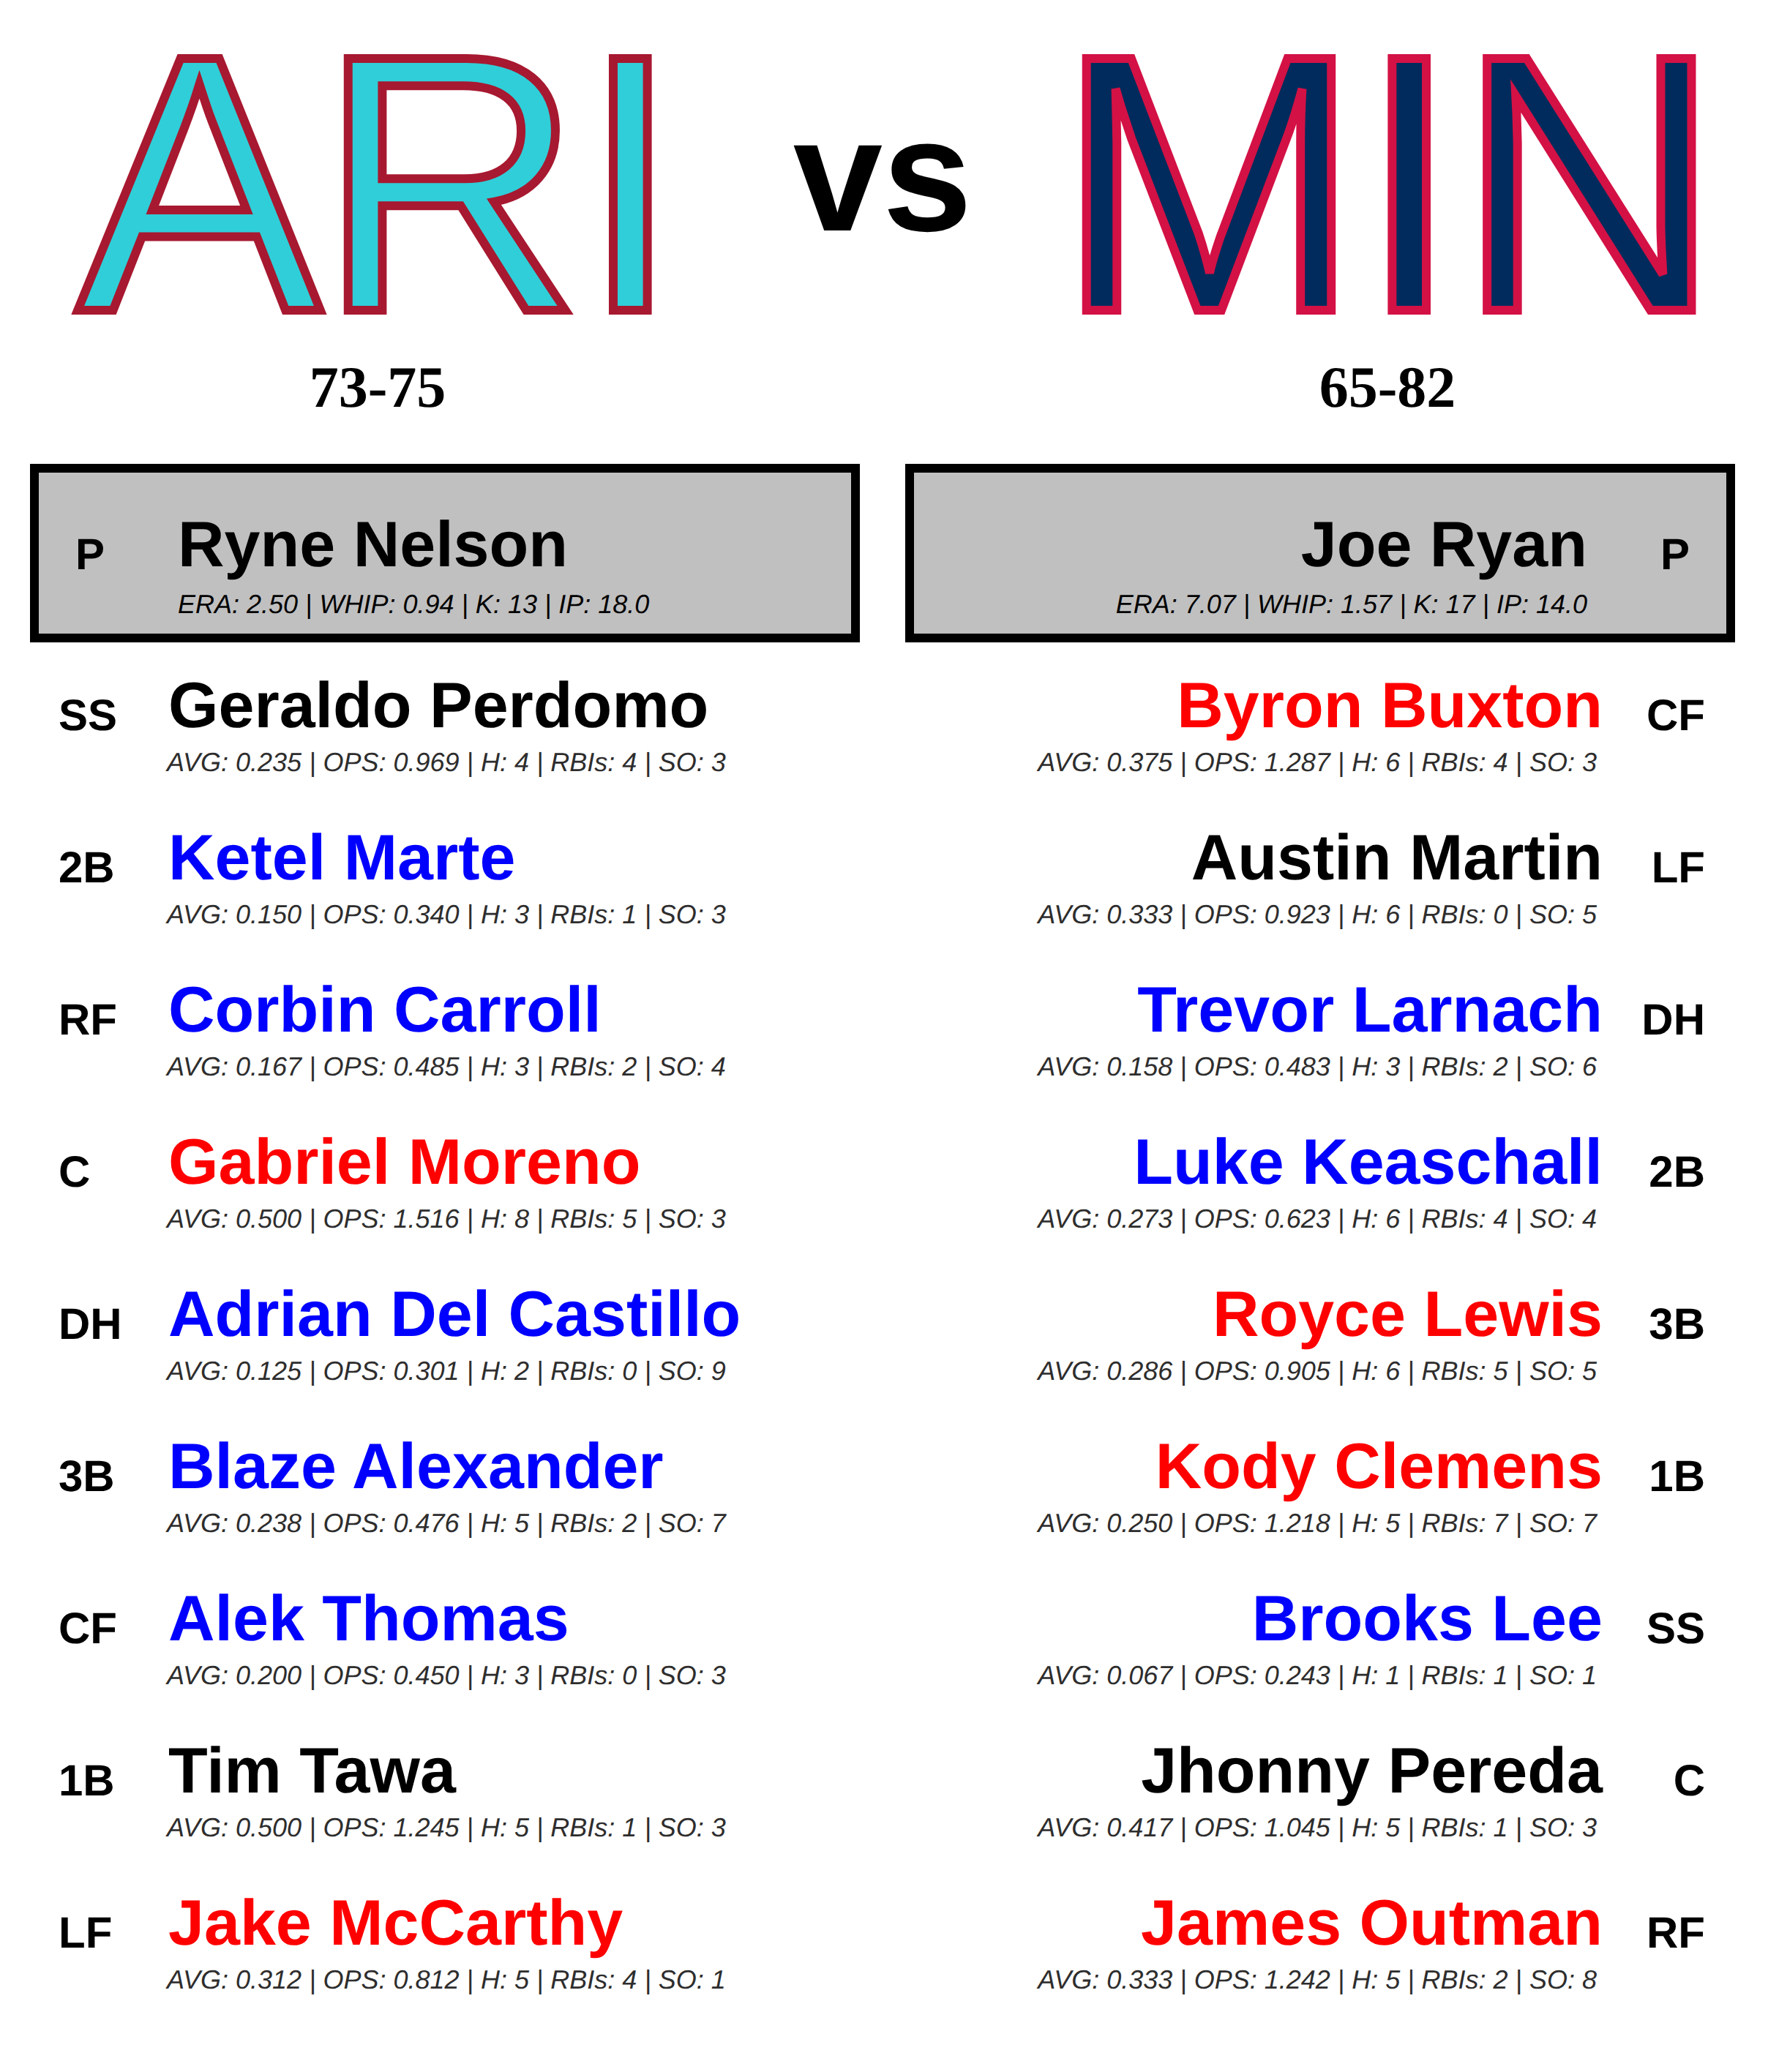 ARI vs MIN
73-75
65-82
P Ryne Nelson
ERA: 2.50 | WHIP: 0.94 | K: 13 | IP: 18.0
Joe Ryan P
ERA: 7.07 | WHIP: 1.57 | K: 17 | IP: 14.0
SS Geraldo Perdomo
AVG: 0.235 | OPS: 0.969 | H: 4 | RBIs: 4 | SO: 3
2B Ketel Marte
AVG: 0.150 | OPS: 0.340 | H: 3 | RBIs: 1 | SO: 3
RF Corbin Carroll
AVG: 0.167 | OPS: 0.485 | H: 3 | RBIs: 2 | SO: 4
C Gabriel Moreno
AVG: 0.500 | OPS: 1.516 | H: 8 | RBIs: 5 | SO: 3
DH Adrian Del Castillo
AVG: 0.125 | OPS: 0.301 | H: 2 | RBIs: 0 | SO: 9
3B Blaze Alexander
AVG: 0.238 | OPS: 0.476 | H: 5 | RBIs: 2 | SO: 7
CF Alek Thomas
AVG: 0.200 | OPS: 0.450 | H: 3 | RBIs: 0 | SO: 3
1B Tim Tawa
AVG: 0.500 | OPS: 1.245 | H: 5 | RBIs: 1 | SO: 3
LF Jake McCarthy
AVG: 0.312 | OPS: 0.812 | H: 5 | RBIs: 4 | SO: 1
Byron Buxton CF
AVG: 0.375 | OPS: 1.287 | H: 6 | RBIs: 4 | SO: 3
Austin Martin LF
AVG: 0.333 | OPS: 0.923 | H: 6 | RBIs: 0 | SO: 5
Trevor Larnach DH
AVG: 0.158 | OPS: 0.483 | H: 3 | RBIs: 2 | SO: 6
Luke Keaschall 2B
AVG: 0.273 | OPS: 0.623 | H: 6 | RBIs: 4 | SO: 4
Royce Lewis 3B
AVG: 0.286 | OPS: 0.905 | H: 6 | RBIs: 5 | SO: 5
Kody Clemens 1B
AVG: 0.250 | OPS: 1.218 | H: 5 | RBIs: 7 | SO: 7
Brooks Lee SS
AVG: 0.067 | OPS: 0.243 | H: 1 | RBIs: 1 | SO: 1
Jhonny Pereda C
AVG: 0.417 | OPS: 1.045 | H: 5 | RBIs: 1 | SO: 3
James Outman RF
AVG: 0.333 | OPS: 1.242 | H: 5 | RBIs: 2 | SO: 8